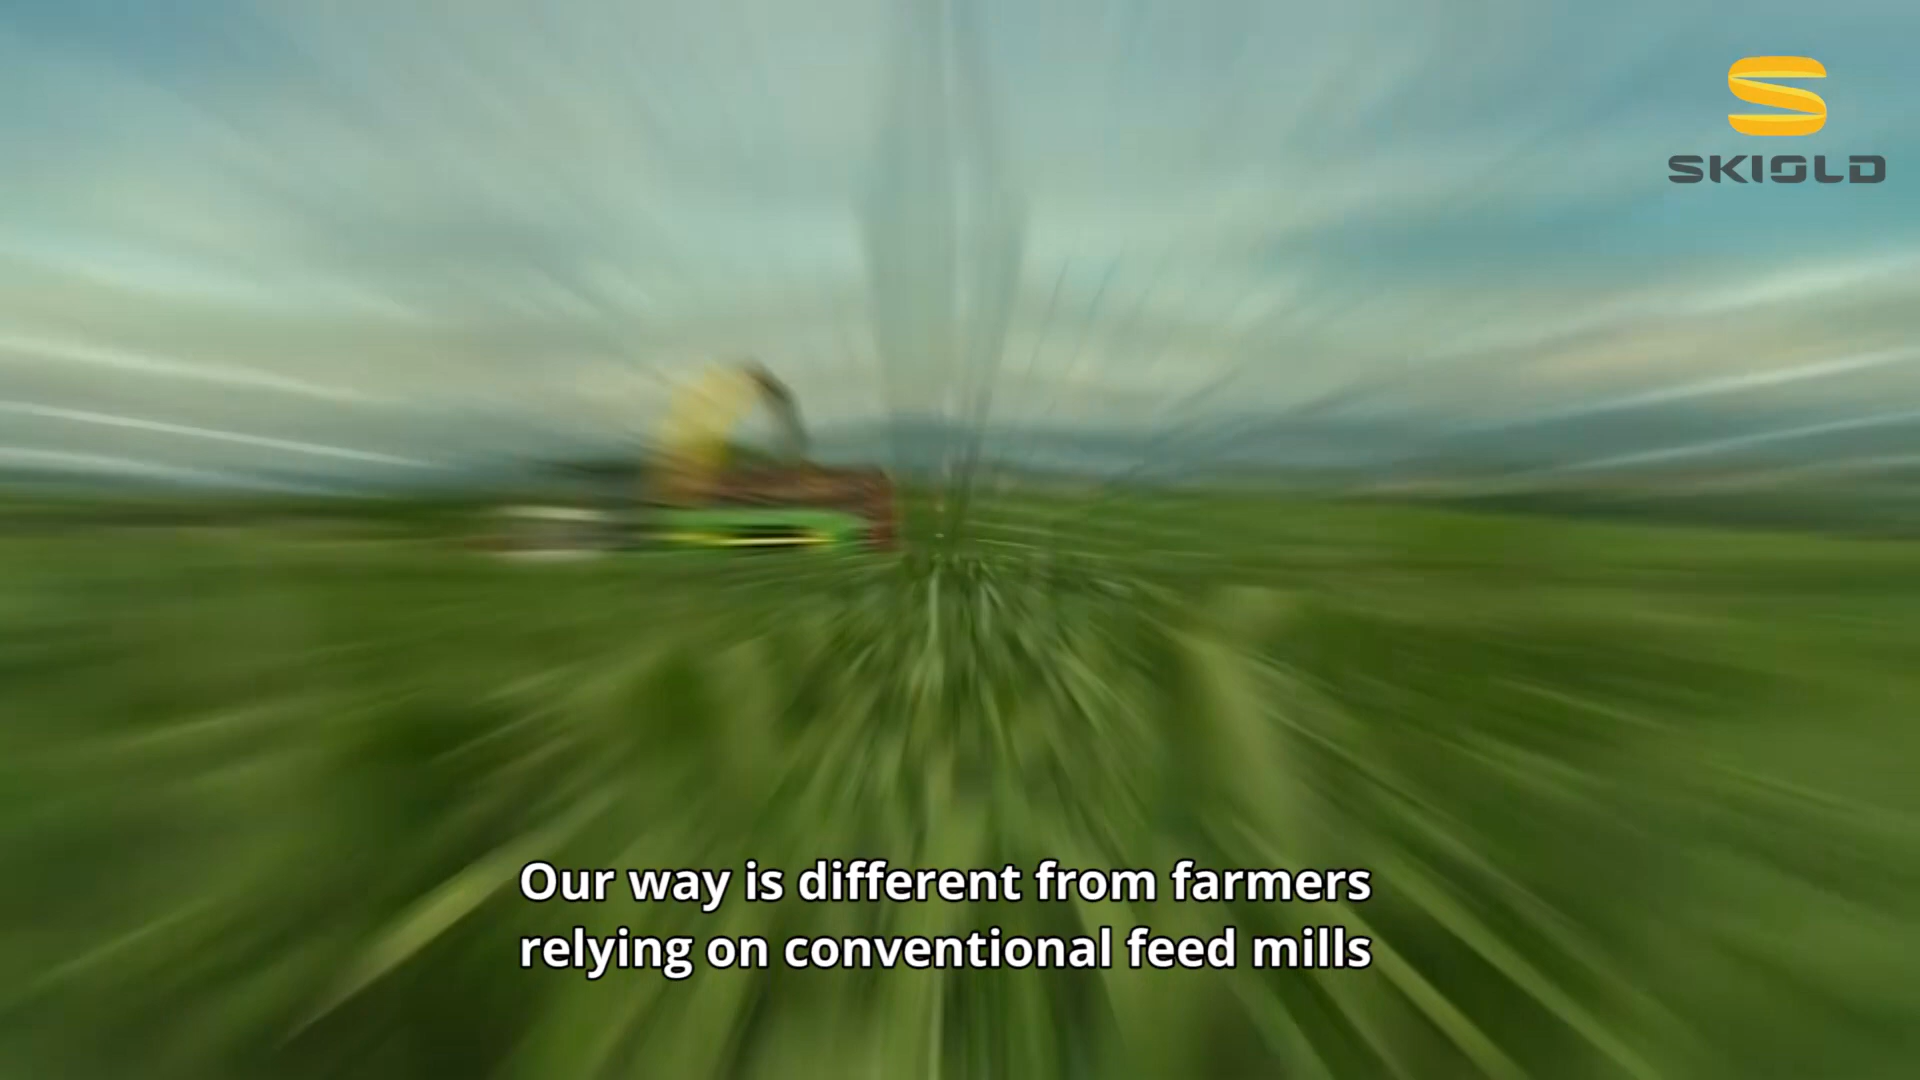 SKIOLD
Our way is different from farmers
relying on conventional feed mills